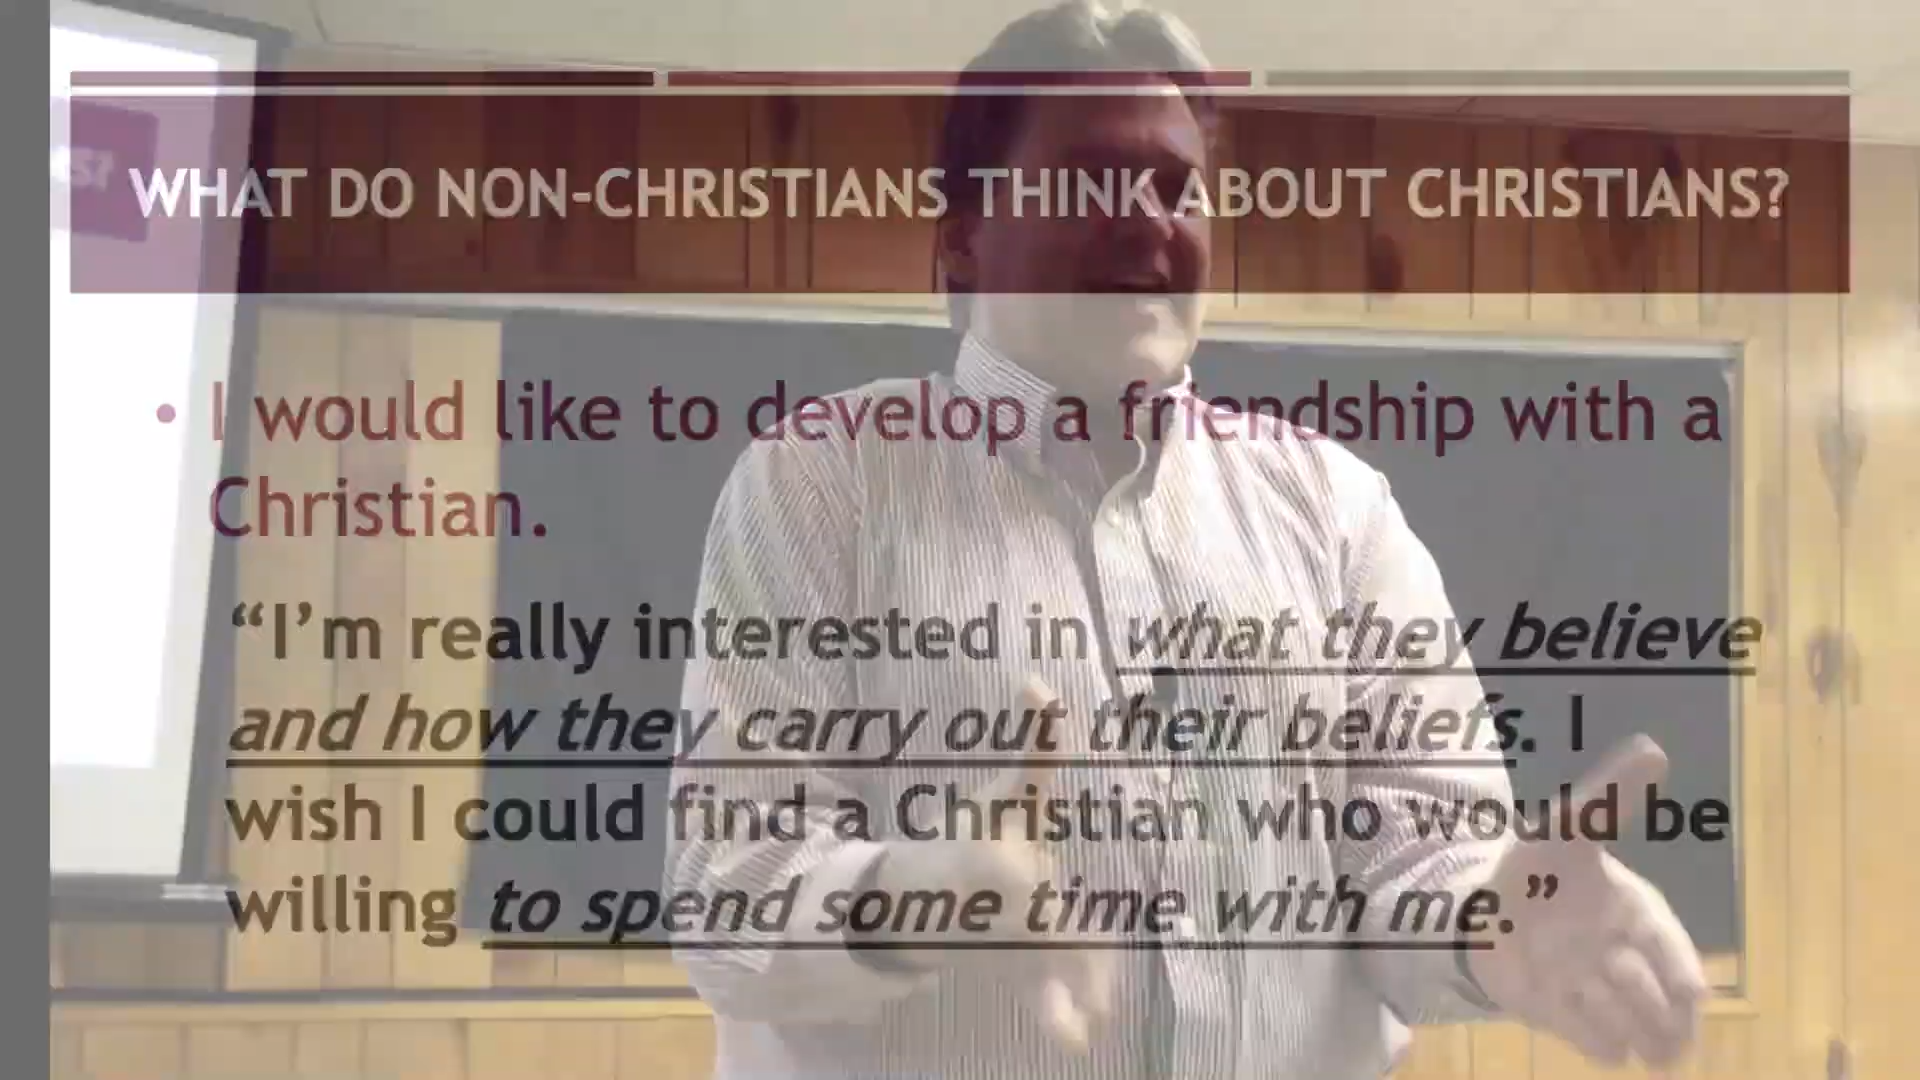 WHAT DO NON-CHRISTIANS THINK ABOUT CHRISTIANS?
• I would like to develop a friendship with a
Christian.
“I’m really interested in what they believe
and how they carry out their beliefs. I
wish I could find a Christian who would be
willing to spend some time with me.”